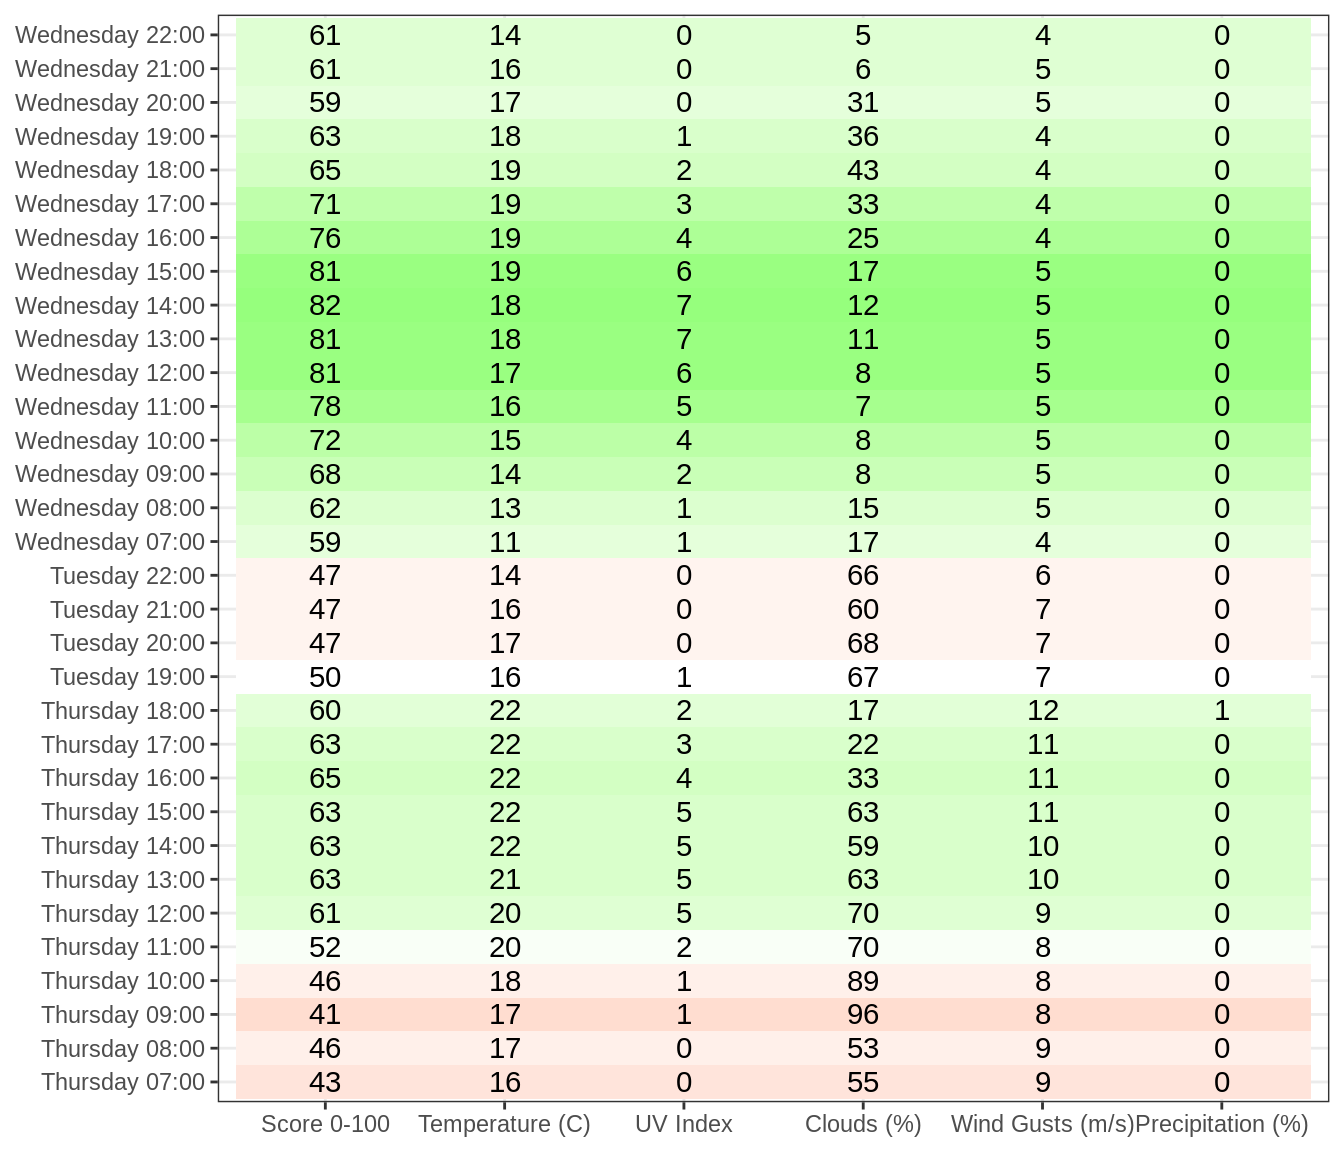 Wednesday 22:00 61 14 0 5 4 0
Wednesday 21:00 61 16 0 6 5 0
Wednesday 20:00 59 17 0 31 5 0
Wednesday 19:00 63 18 1 36 4 0
Wednesday 18:00 65 19 2 43 4 0
Wednesday 17:00 71 19 3 33 4 0
Wednesday 16:00 76 19 4 25 4 0
Wednesday 15:00 81 19 6 17 5 0
Wednesday 14:00 82 18 7 12 5 0
Wednesday 13:00 81 18 7 11 5 0
Wednesday 12:00 81 17 6 8 5 0
Wednesday 11:00 78 16 5 7 5 0
Wednesday 10:00 72 15 4 8 5 0
Wednesday 09:00 68 14 2 8 5 0
Wednesday 08:00 62 13 1 15 5 0
Wednesday 07:00 59 11 1 17 4 0
Tuesday 22:00 47 14 0 66 6 0
Tuesday 21:00 47 16 0 60 7 0
Tuesday 20:00 47 17 0 68 7 0
Tuesday 19:00 50 16 1 67 7 0
Thursday 18:00 60 22 2 17 12 1
Thursday 17:00 63 22 3 22 11 0
Thursday 16:00 65 22 4 33 11 0
Thursday 15:00 63 22 5 63 11 0
Thursday 14:00 63 22 5 59 10 0
Thursday 13:00 63 21 5 63 10 0
Thursday 12:00 61 20 5 70 9 0
Thursday 11:00 52 20 2 70 8 0
Thursday 10:00 46 18 1 89 8 0
Thursday 09:00 41 17 1 96 8 0
Thursday 08:00 46 17 0 53 9 0
Thursday 07:00 43 16 0 55 9 0
Score 0-100 Temperature (C) UV Index Clouds (%) Wind Gusts (m/s) Precipitation (%)